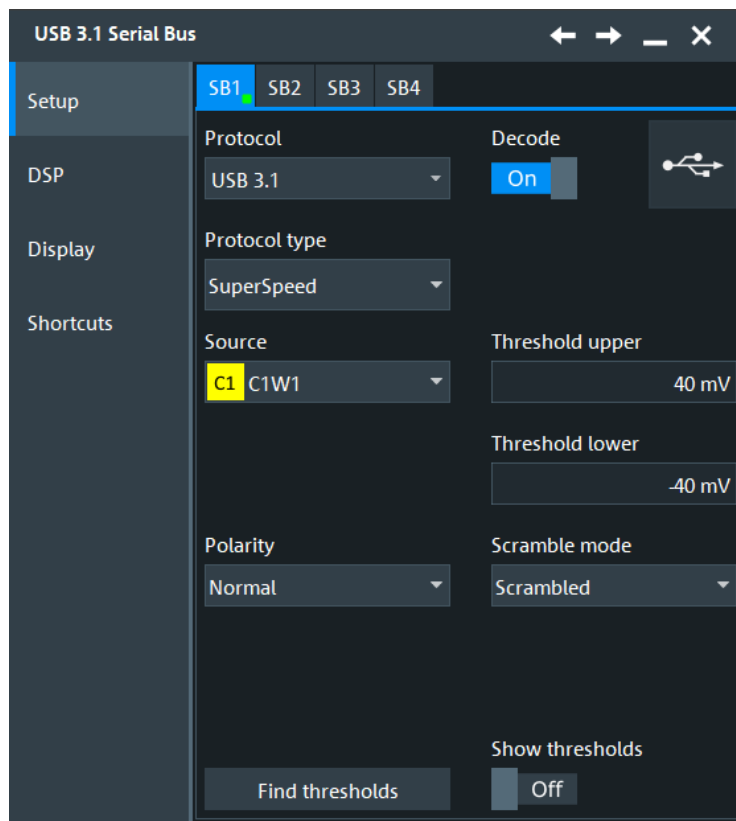 USB 3.1 Serial Bus
Setup
DSP
Display
Shortcuts
SB1 SB2 SB3 SB4
Protocol
USB 3.1
Decode
On
Protocol type
SuperSpeed
Source
C1 C1W1
Threshold upper
40 mV
Threshold lower
-40 mV
Polarity
Normal
Scramble mode
Scrambled
Find thresholds
Show thresholds
Off